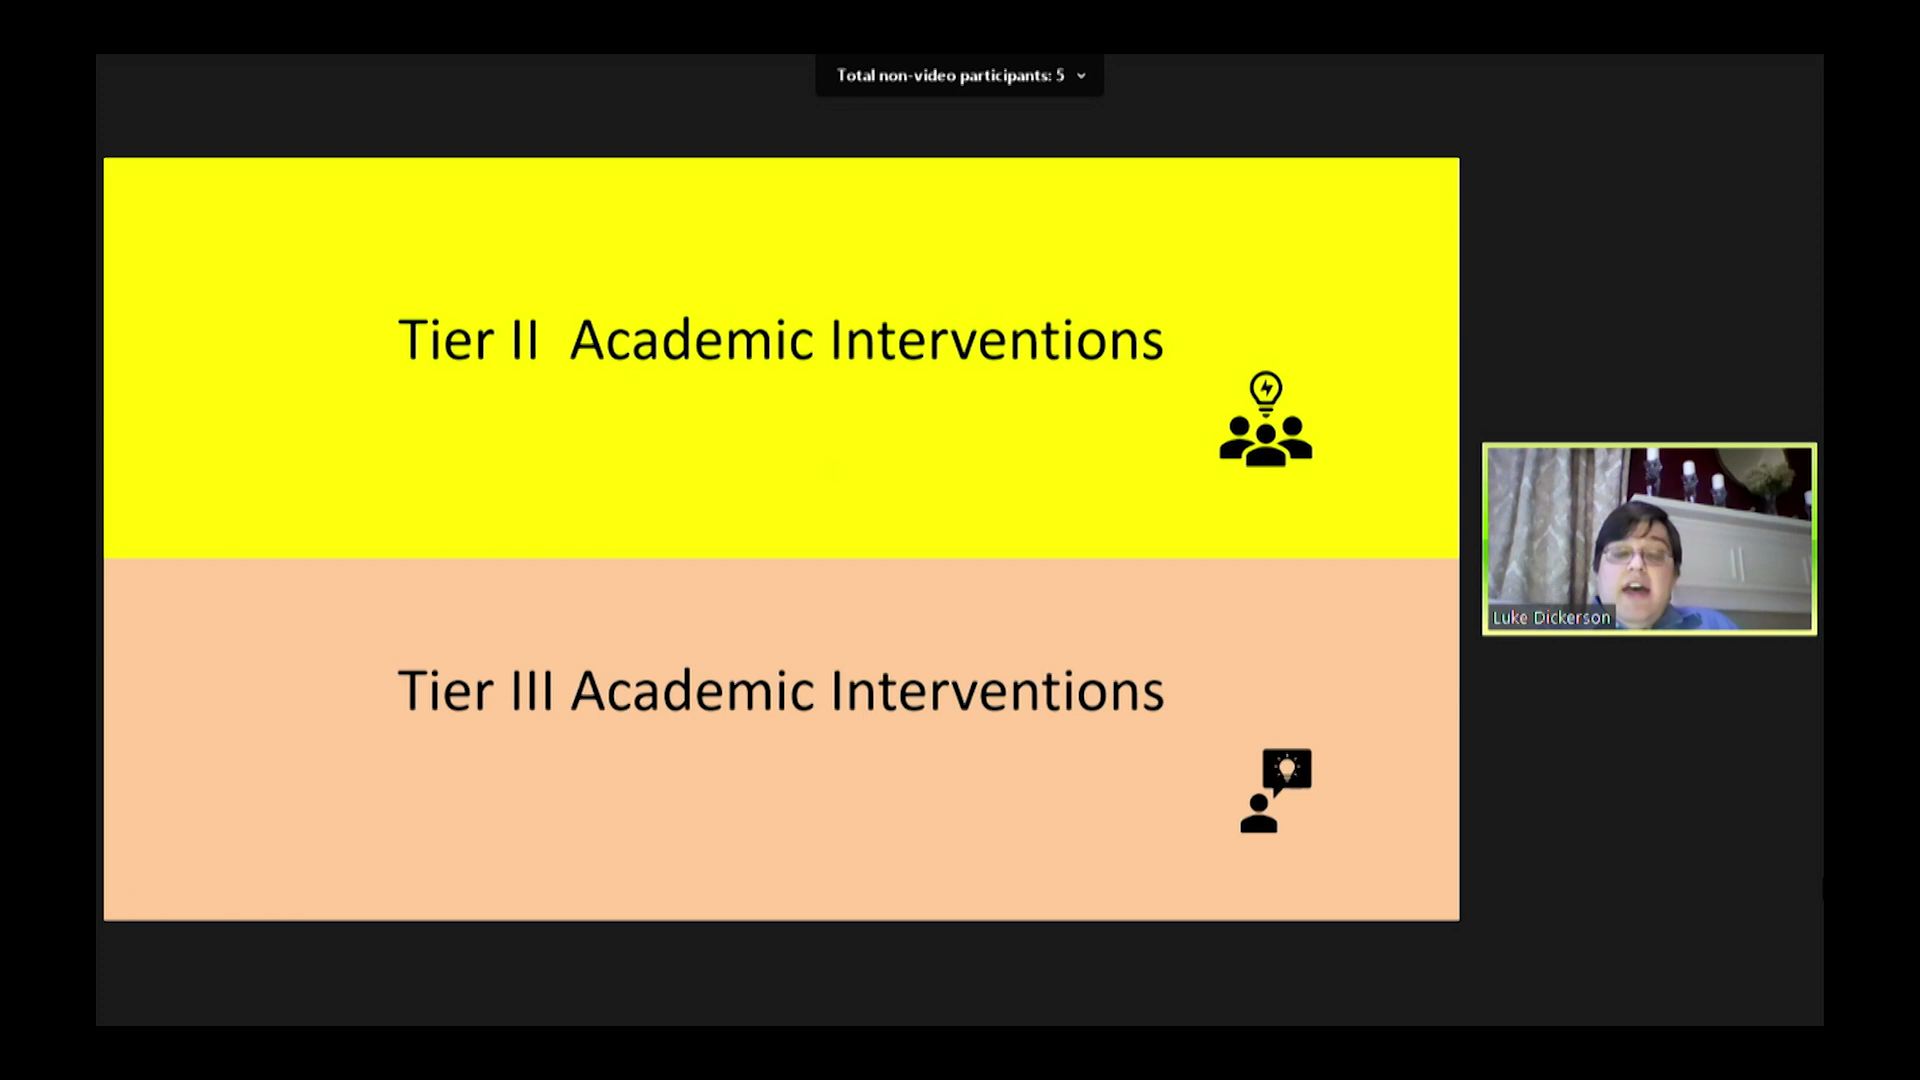 Total non-video participants: 5
Tier II  Academic Interventions
Tier III Academic Interventions
Luke Dickerson